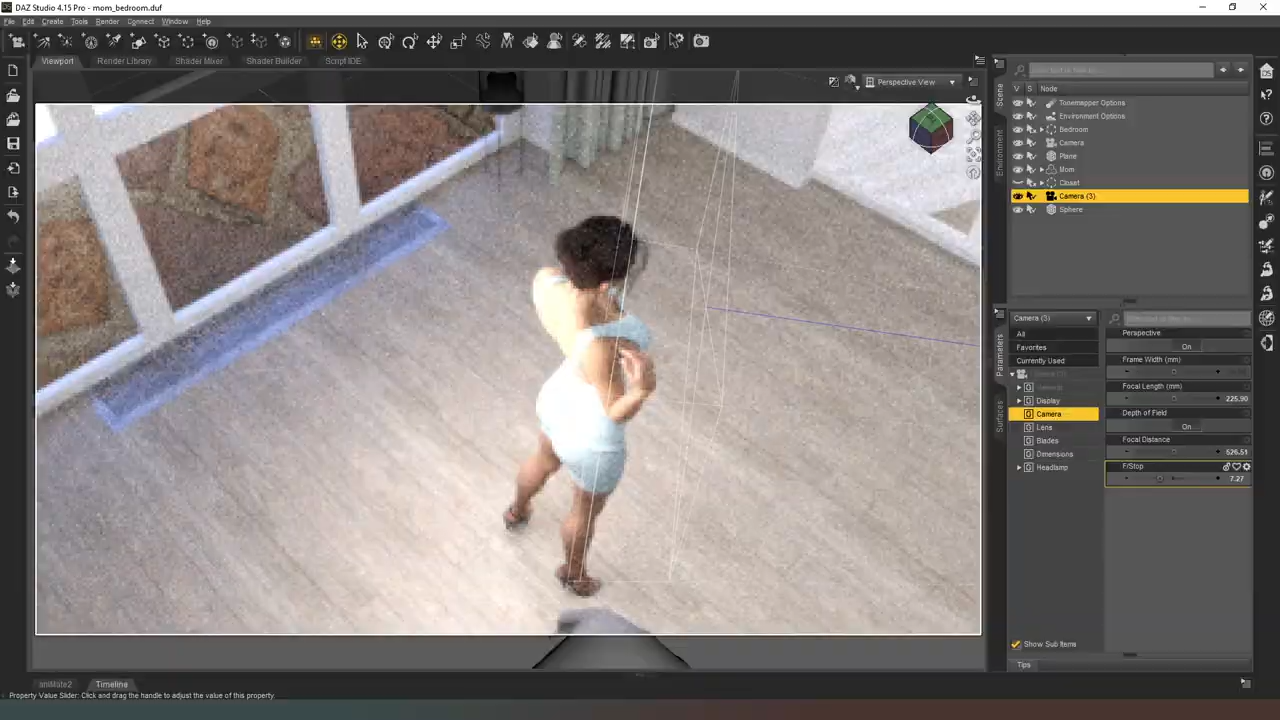 DAZ Studio 4.15 Pro - mom_bedroom.duf
File Edit Create Tools Render Connect Window Help
Viewport Render Library Shader Mixer Shader Builder Script IDE
Perspective View
Scene
Environment
V S Node
Tonemapper Options
Environment Options
Bedroom
Camera
Plane
Mom
Closet
Camera (3)
Sphere
Parameters
Surfaces
Camera (3)
All
Favorites
Currently Used
General
Display
Camera
Lens
Blades
Dimensions
Headlamp
Perspective
On
Frame Width (mm)
Focal Length (mm)
225.90
Depth of Field
On
Focal Distance
526.51
F/Stop
7.27
Show Sub Items
Tips
aniMate2 Timeline
Property Value Slider: Click and drag the handle to adjust the value of this property.